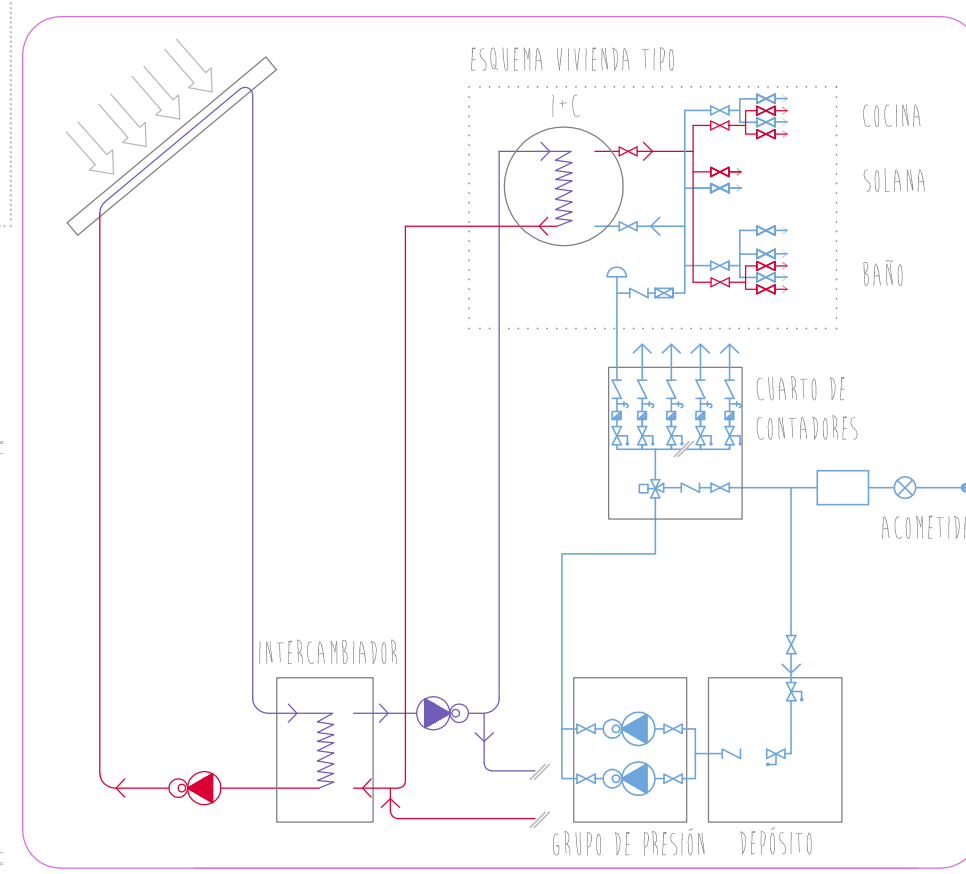 ESQUEMA VIVIENDA TIPO
I+C
COCINA
SOLANA
BAÑO
CUARTO DE
CONTADORES
ACOMETIDA
INTERCAMBIADOR
GRUPO DE PRESIÓN
DEPÓSITO